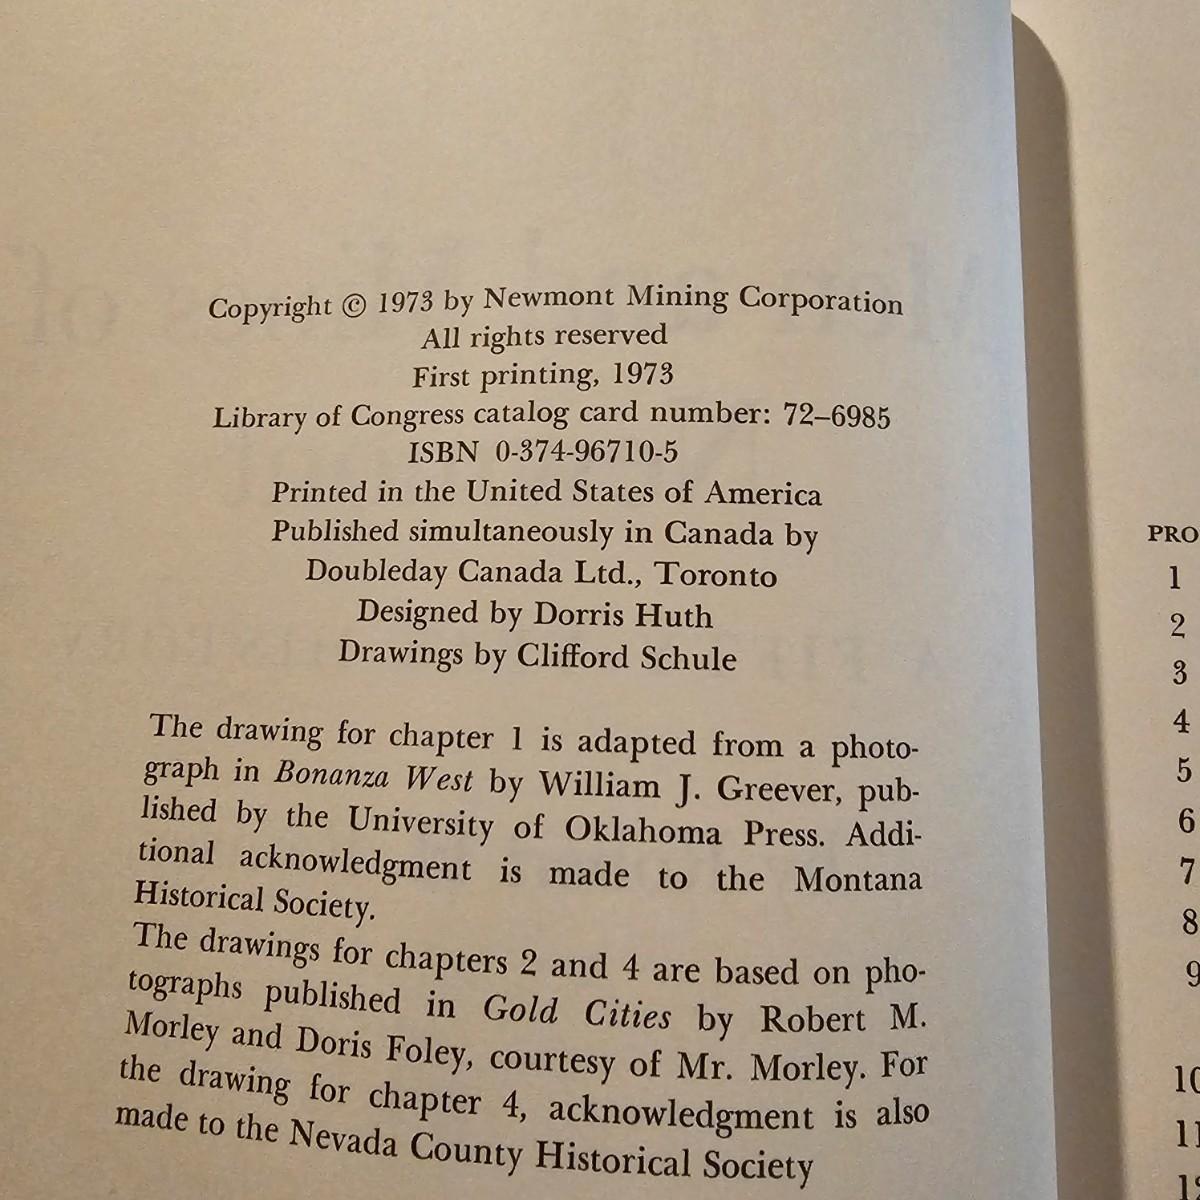 Copyright © 1973 by Newmont Mining Corporation
All rights reserved
First printing, 1973
Library of Congress catalog card number: 72–6985
ISBN 0-374-96710-5
Printed in the United States of America
Published simultaneously in Canada by
Doubleday Canada Ltd., Toronto
Designed by Dorris Huth
Drawings by Clifford Schule
The drawing for chapter 1 is adapted from a photo-
graph in Bonanza West by William J. Greever, pub-
lished by the University of Oklahoma Press. Addi-
tional acknowledgment is made to the Montana
Historical Society.
The drawings for chapters 2 and 4 are based on pho-
tographs published in Gold Cities by Robert M.
Morley and Doris Foley, courtesy of Mr. Morley. For
the drawing for chapter 4, acknowledgment is also
made to the Nevada County Historical Society
PRO
1
2
3
4
5
6
7
8
9
10
11